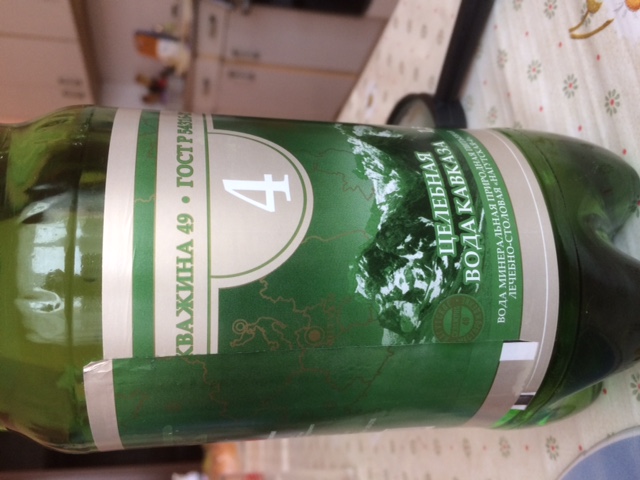 СКВАЖИНА 49 • ГОСТ Р
4
ЦЕЛЕБНАЯ
ВОДА КАВКАЗА
ВОДА МИНЕРАЛЬНАЯ ПРИРОДНАЯ
ЛЕЧЕБНО-СТОЛОВАЯ